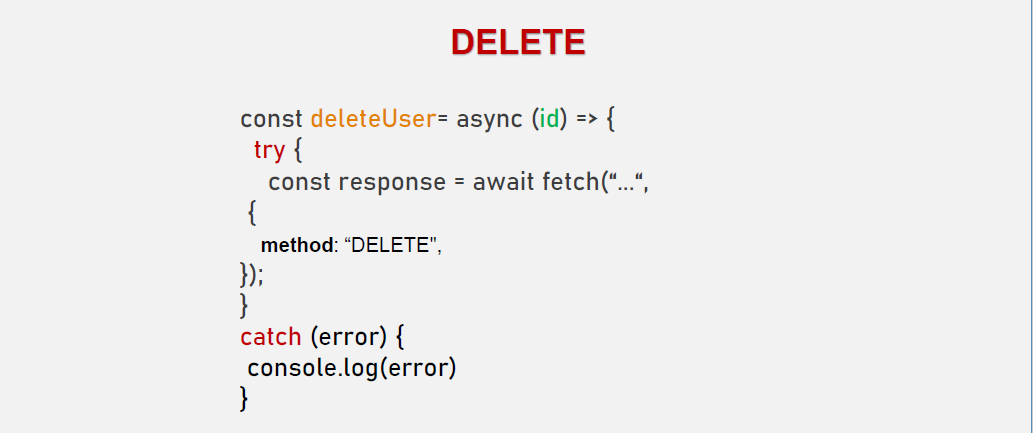 DELETE
const deleteUser= async (id) => {
try {
const response = await fetch(“...“,
{
method: “DELETE",
});
}
catch (error) {
console.log(error)
}